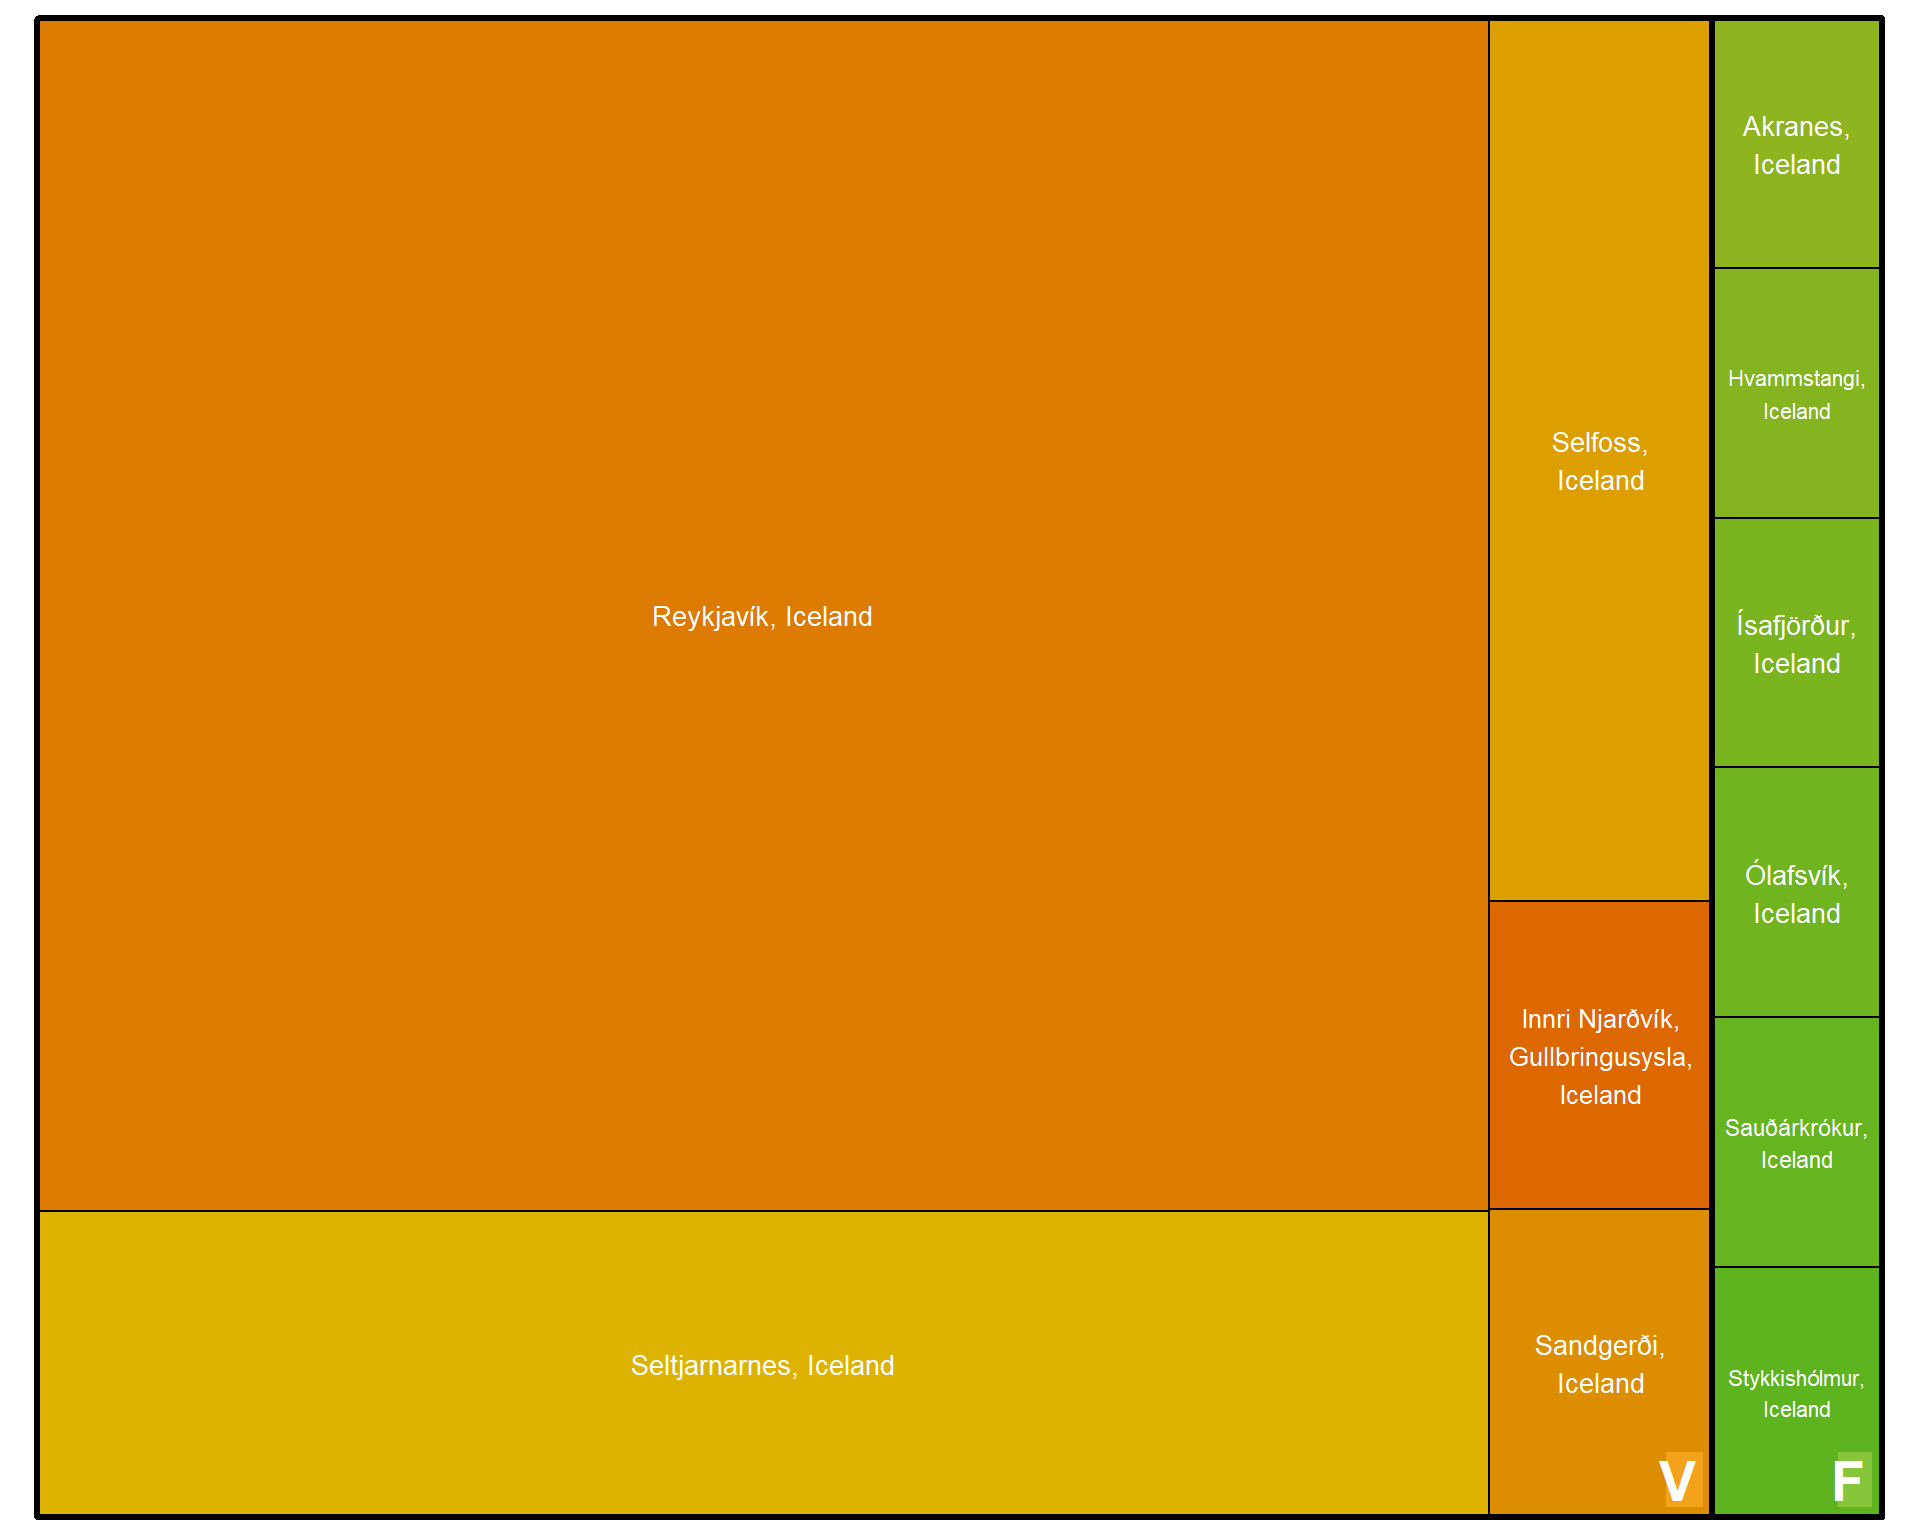 Reykjavík, Iceland
Seltjarnarnes, Iceland
Selfoss,
Iceland
Innri Njarðvík,
Gullbringusysla,
Iceland
Sandgerði,
Iceland
V
Akranes,
Iceland
Hvammstangi,
Iceland
Ísafjörður,
Iceland
Ólafsvík,
Iceland
Sauðárkrókur,
Iceland
Stykkishólmur,
Iceland
F